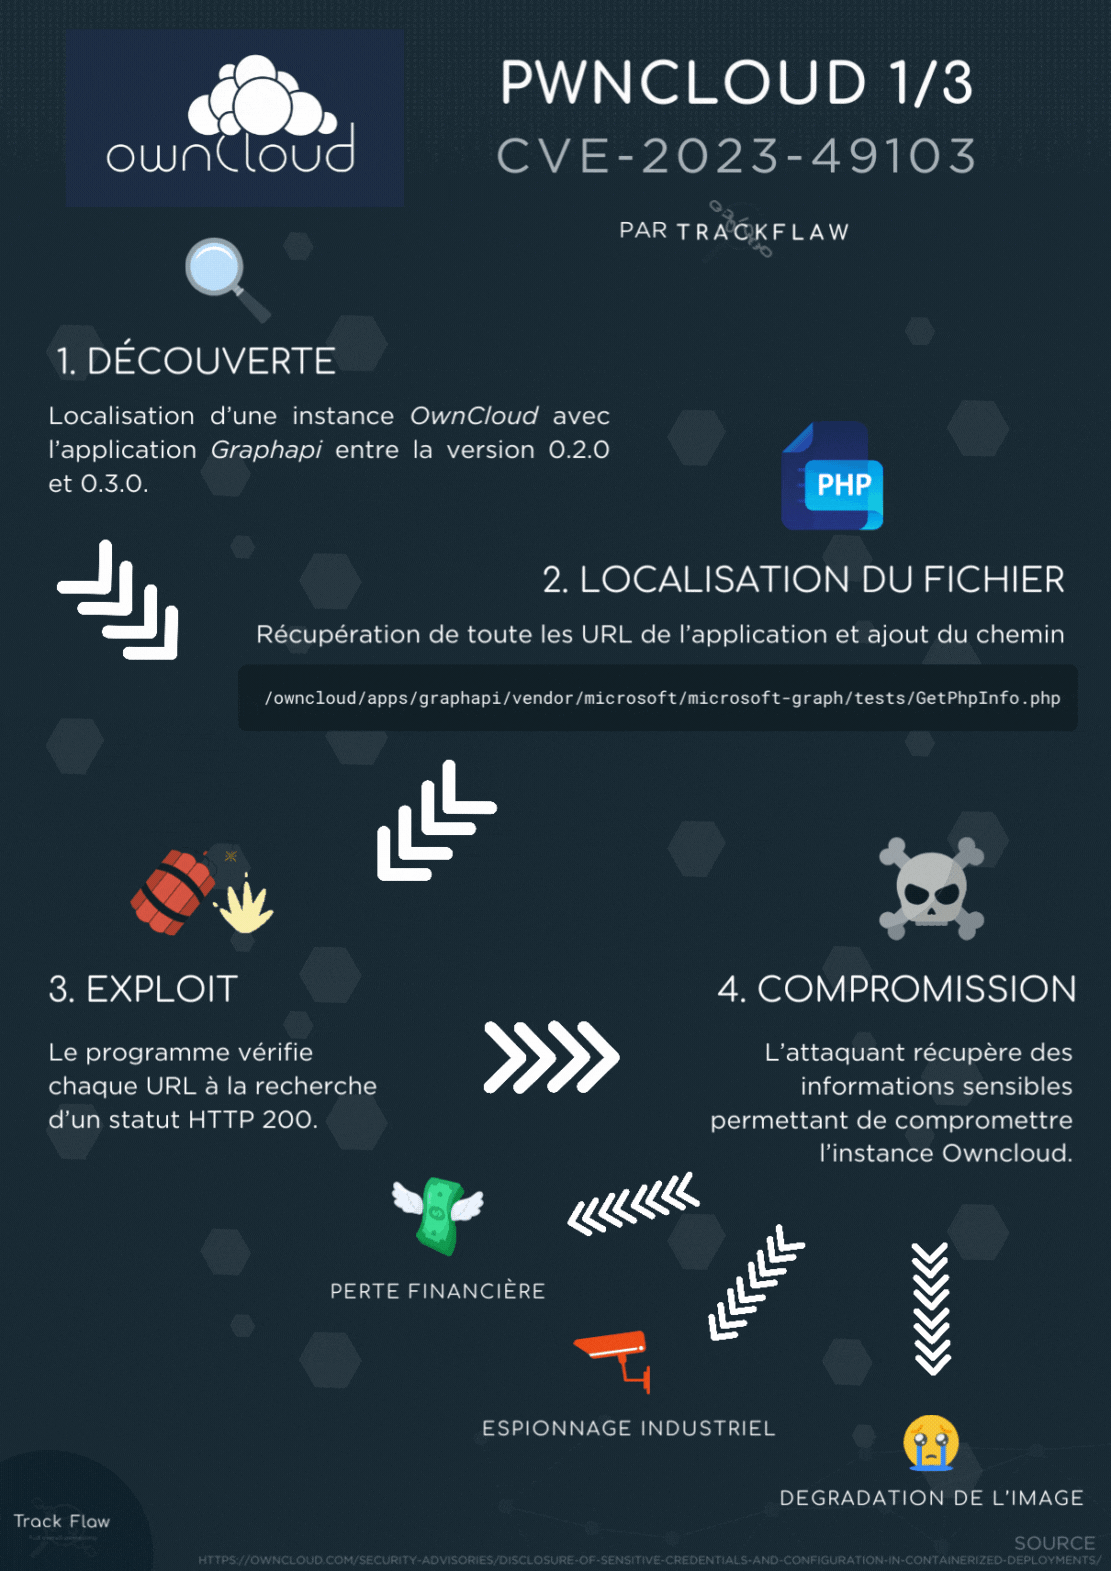 ownCloud
PWNCLOUD 1/3
CVE-2023-49103
PAR TRACKFLAW
1. DÉCOUVERTE
Localisation d'une instance OwnCloud avec
l'application Graphapi entre la version 0.2.0
et 0.3.0.
PHP
2. LOCALISATION DU FICHIER
Récupération de toute les URL de l'application et ajout du chemin
/owncloud/apps/graphapi/vendor/microsoft/microsoft-graph/tests/GetPhpInfo.php
3. EXPLOIT
Le programme vérifie
chaque URL à la recherche
d'un statut HTTP 200.
4. COMPROMISSION
L'attaquant récupère des
informations sensibles
permettant de compromettre
l'instance Owncloud.
PERTE FINANCIÈRE
ESPIONNAGE INDUSTRIEL
DEGRADATION DE L'IMAGE
Track Flaw
SOURCE
HTTPS://OWNCLOUD.COM/SECURITY-ADVISORIES/DISCLOSURE-OF-SENSITIVE-CREDENTIALS-AND-CONFIGURATION-IN-CONTAINERIZED-DEPLOYMENTS/